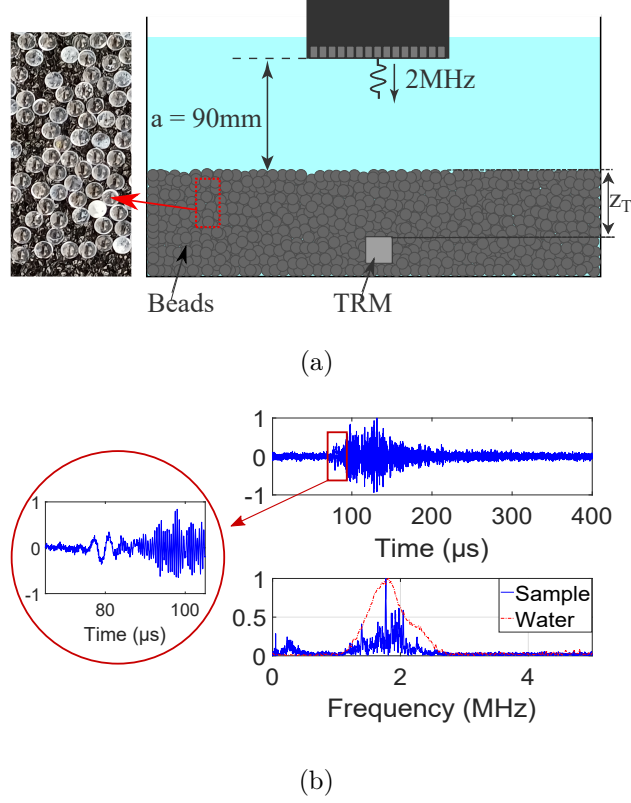 2MHz
a = 90mm
z_T
Beads
TRM
(a)
1
0
-1
100 200 300 400
Time (µs)
1
0
-1
80 100
Time (µs)
1
0.5
0
Sample
Water
0 2 4
Frequency (MHz)
(b)